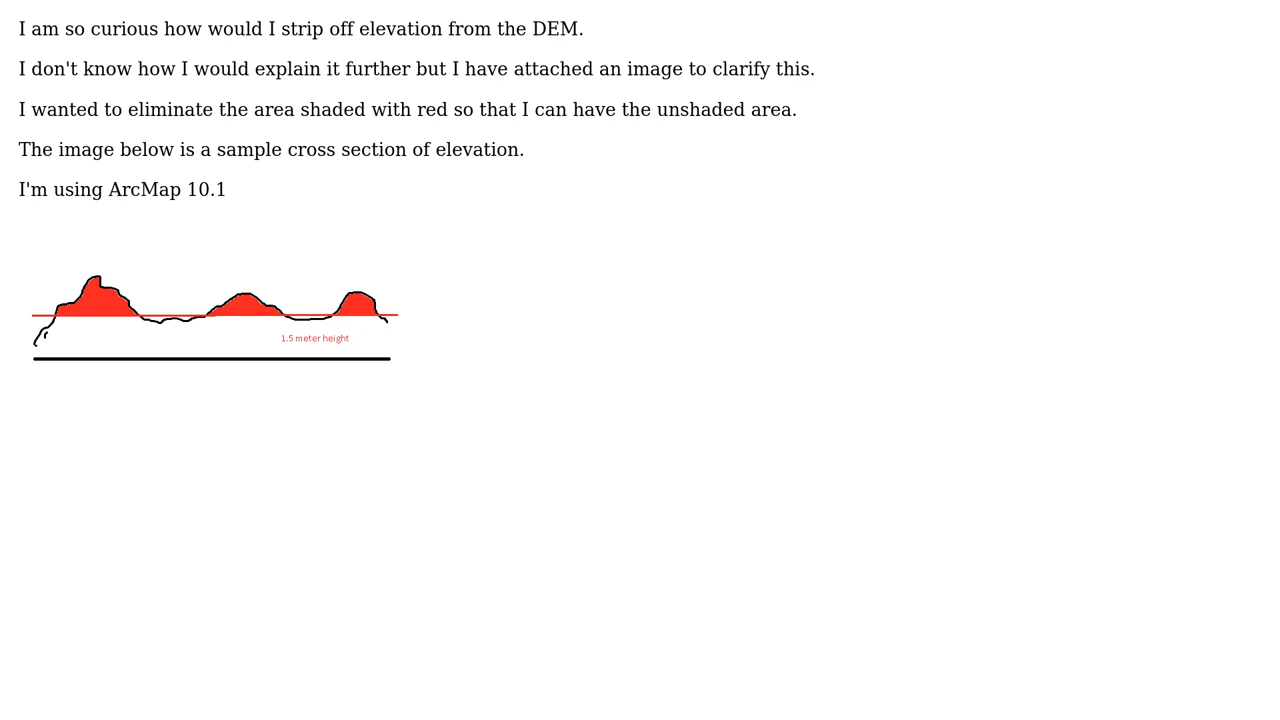 I am so curious how would I strip off elevation from the DEM.
I don't know how I would explain it further but I have attached an image to clarify this.
I wanted to eliminate the area shaded with red so that I can have the unshaded area.
The image below is a sample cross section of elevation.
I'm using ArcMap 10.1
1.5 meter height